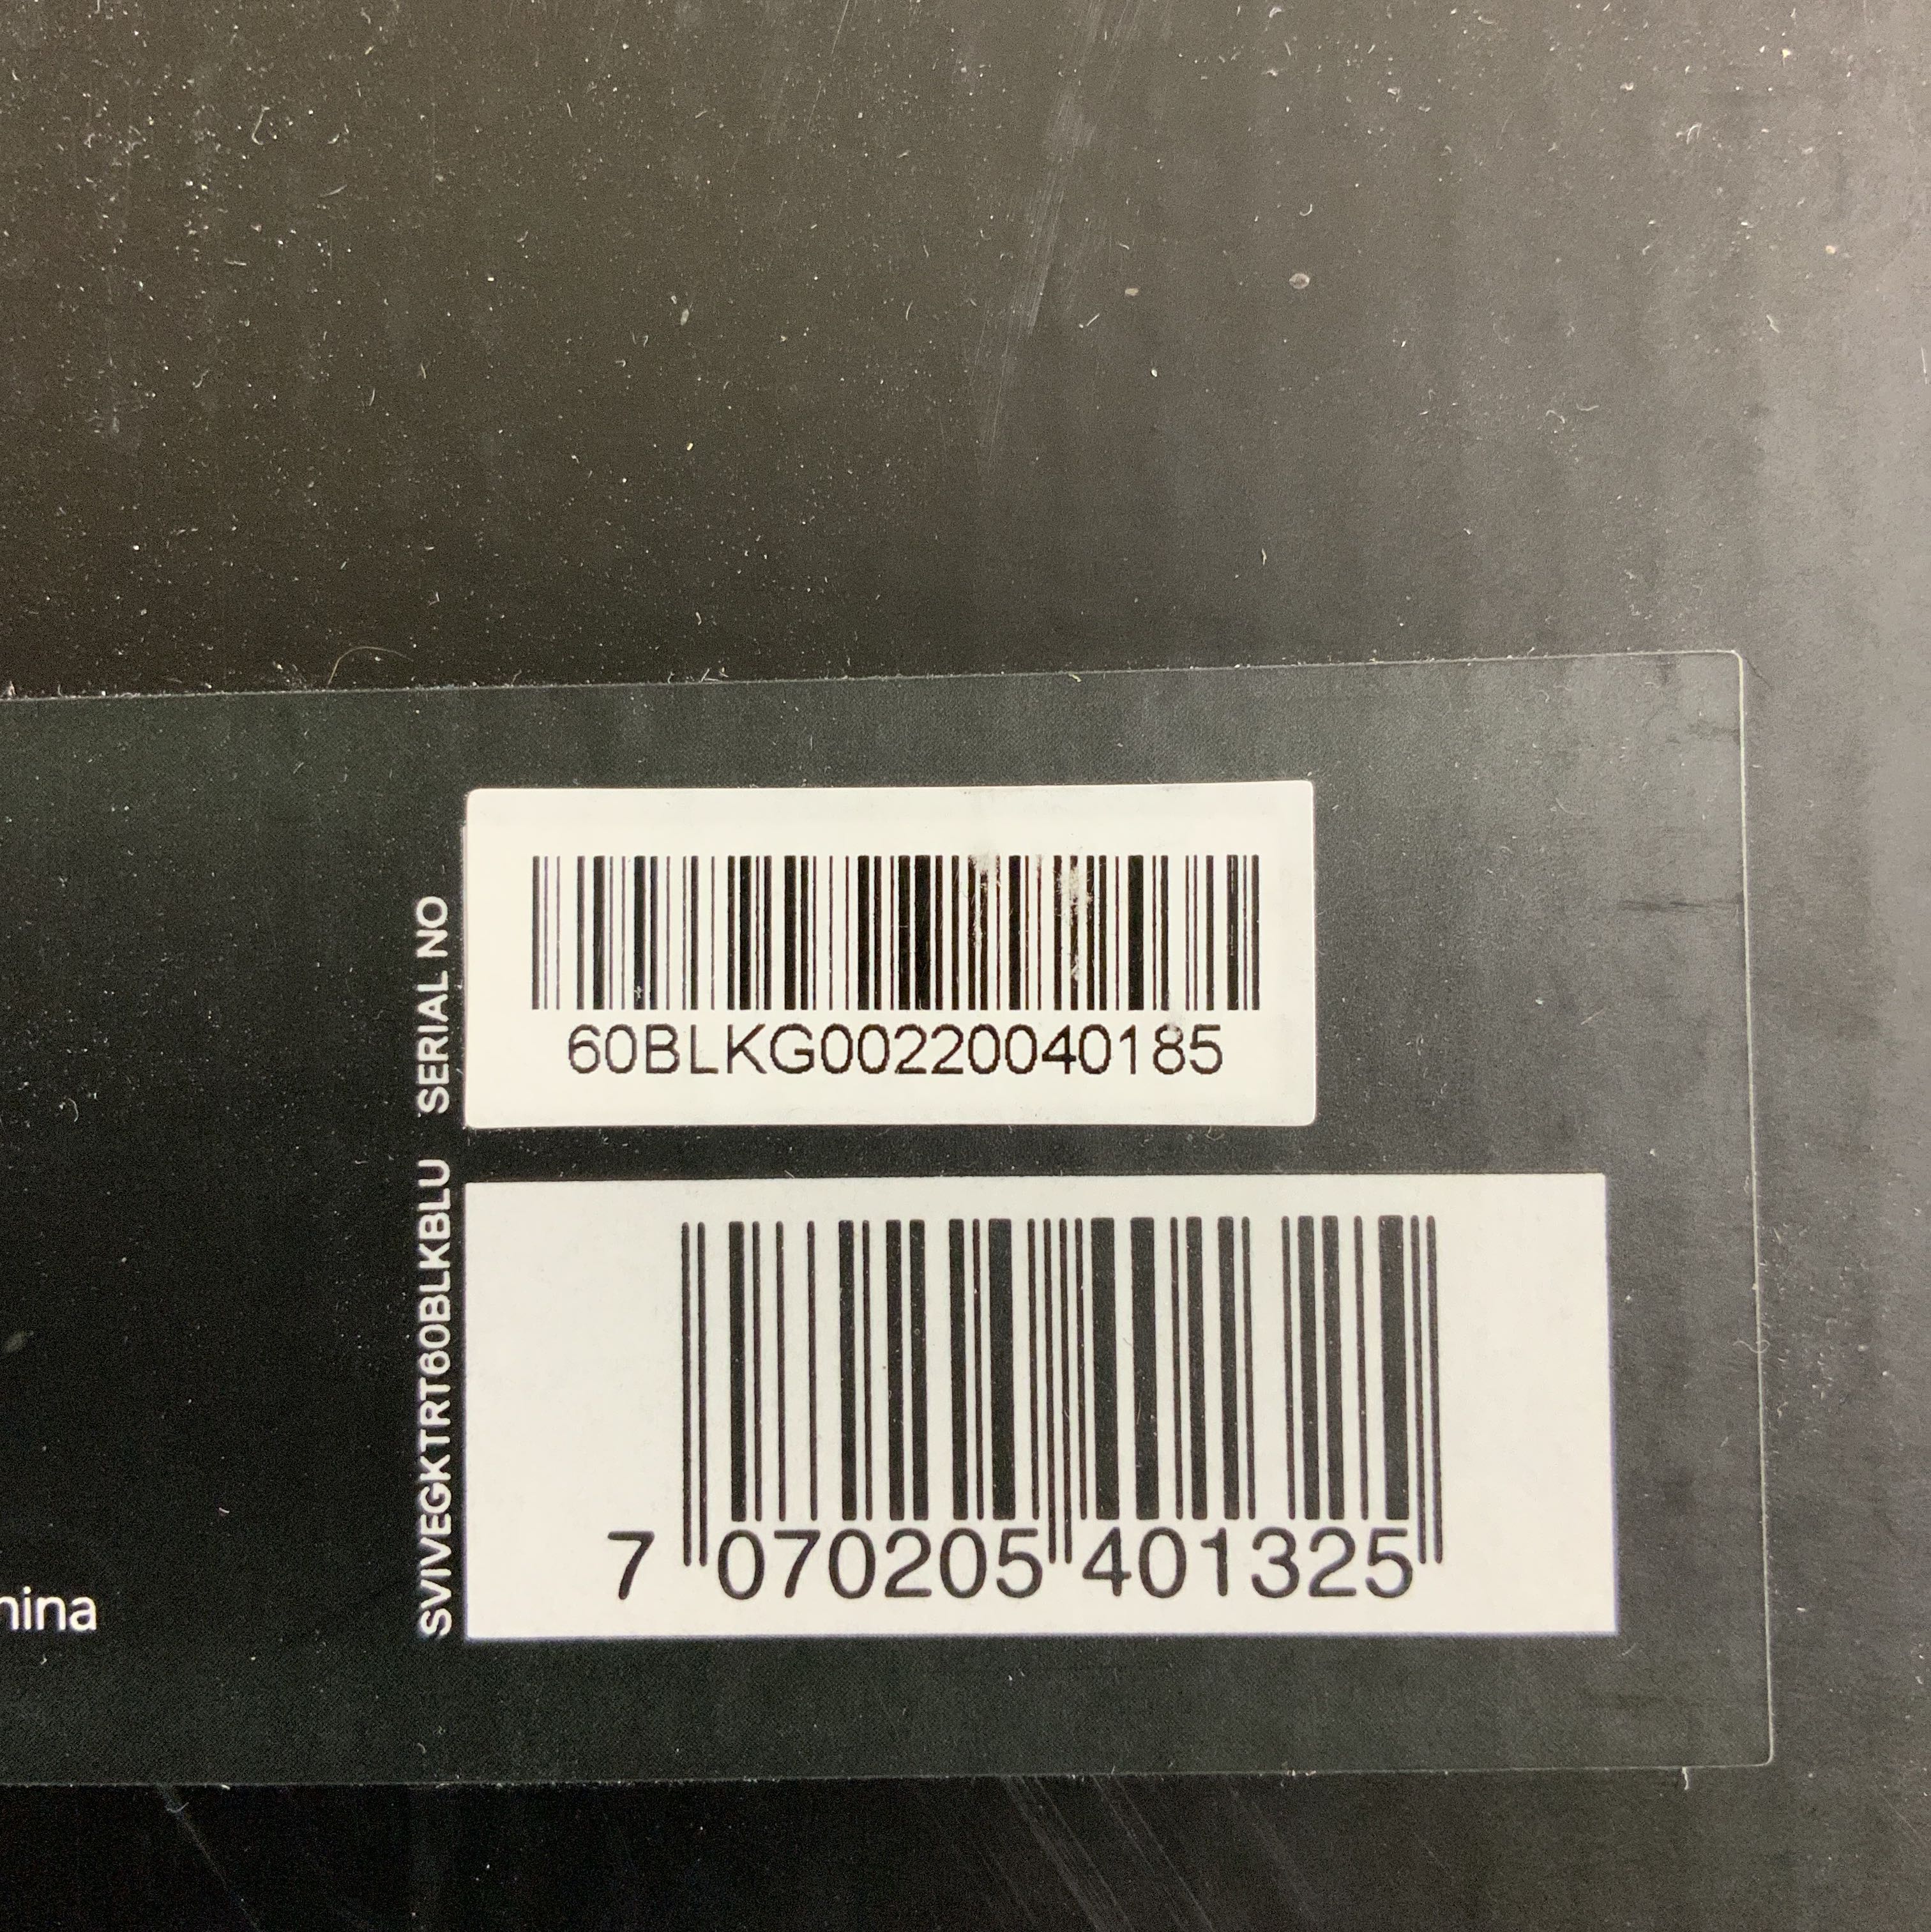 SERIAL NO
60BLKG00220040185
SVIVEGKTRT60BLKBLU
7 070205 401325
hina